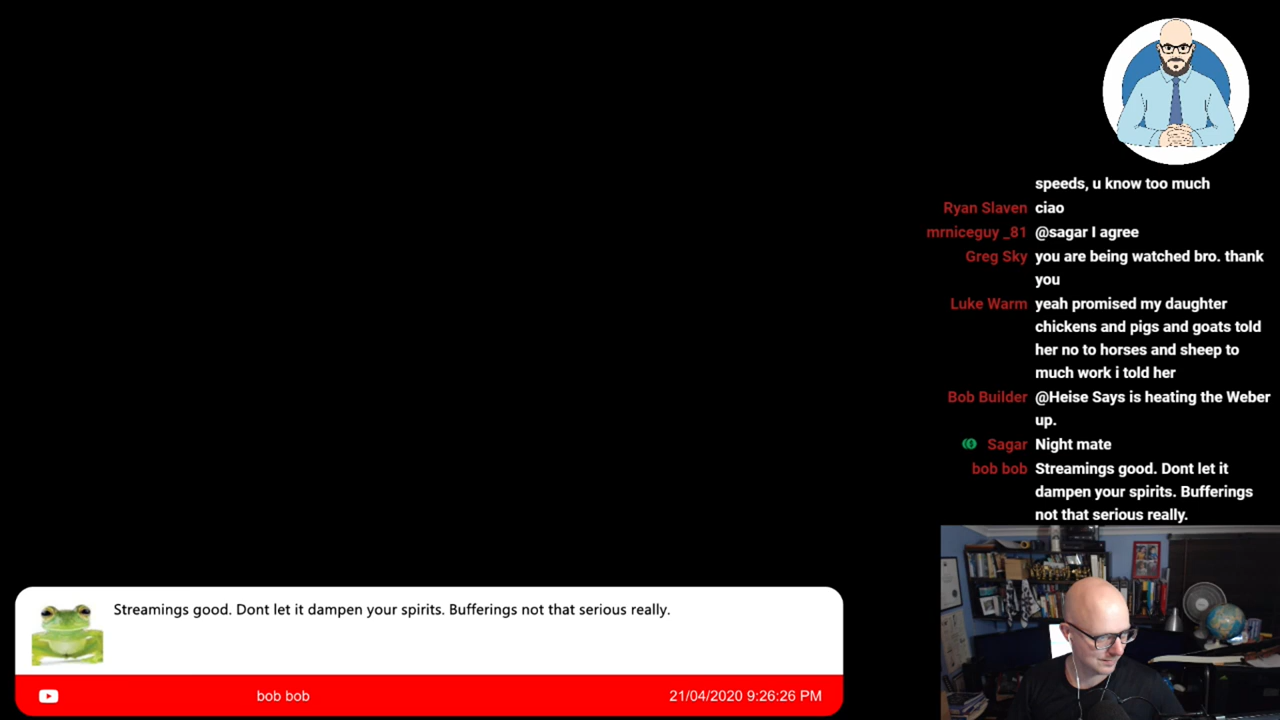 speeds, u know too much
Ryan Slaven ciao
mrniceguy _81 @sagar I agree
Greg Sky you are being watched bro. thank
you
Luke Warm yeah promised my daughter
chickens and pigs and goats told
her no to horses and sheep to
much work i told her
Bob Builder @Heise Says is heating the Weber
up.
Sagar Night mate
bob bob Streamings good. Dont let it
dampen your spirits. Bufferings
not that serious really.
Streamings good. Dont let it dampen your spirits. Bufferings not that serious really.
bob bob 21/04/2020 9:26:26 PM